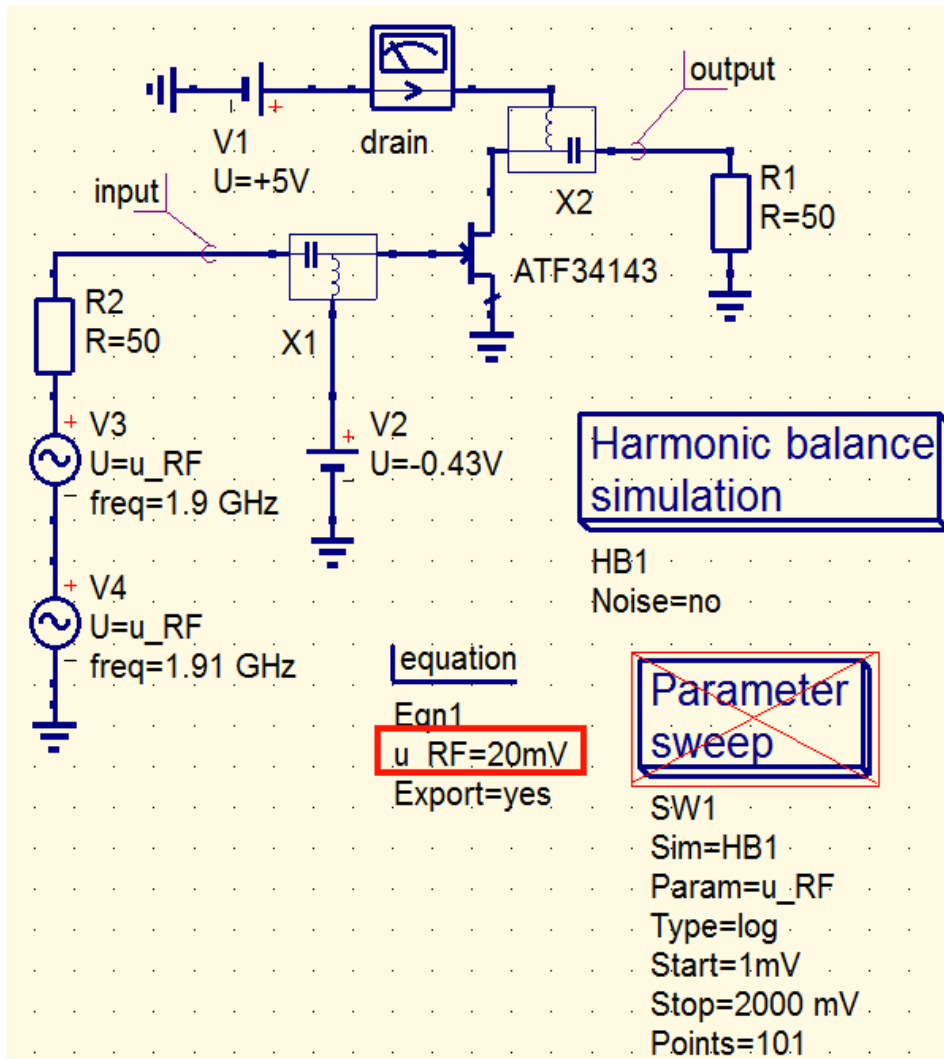 output
V1
U=+5V
drain
input
X2
R1
R=50
ATF34143
R2
R=50
X1
V3
U=u_RF
freq=1.9 GHz
V2
U=-0.43V
Harmonic balance
simulation
HB1
Noise=no
V4
U=u_RF
freq=1.91 GHz
equation
Eqn1
u_RF=20mV
Export=yes
Parameter
sweep
SW1
Sim=HB1
Param=u_RF
Type=log
Start=1mV
Stop=2000 mV
Points=101